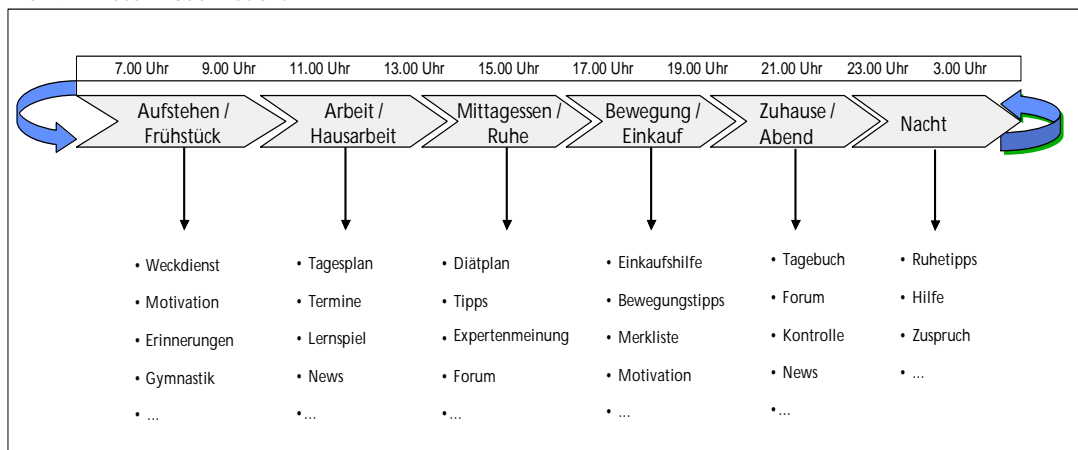 7.00 Uhr 9.00 Uhr 11.00 Uhr 13.00 Uhr 15.00 Uhr 17.00 Uhr 19.00 Uhr 21.00 Uhr 23.00 Uhr 3.00 Uhr
Aufstehen /
Frühstück
Arbeit /
Hausarbeit
Mittagessen /
Ruhe
Bewegung /
Einkauf
Zuhause /
Abend
Nacht
• Weckdienst
• Motivation
• Erinnerungen
• Gymnastik
• ...
• Tagesplan
• Termine
• Lernspiel
• News
• ...
• Diätplan
• Tipps
• Expertenmeinung
• Forum
• ...
• Einkaufshilfe
• Bewegungstipps
• Merkliste
• Motivation
• ...
• Tagebuch
• Forum
• Kontrolle
• News
• ...
• Ruhetipps
• Hilfe
• Zuspruch
• ...